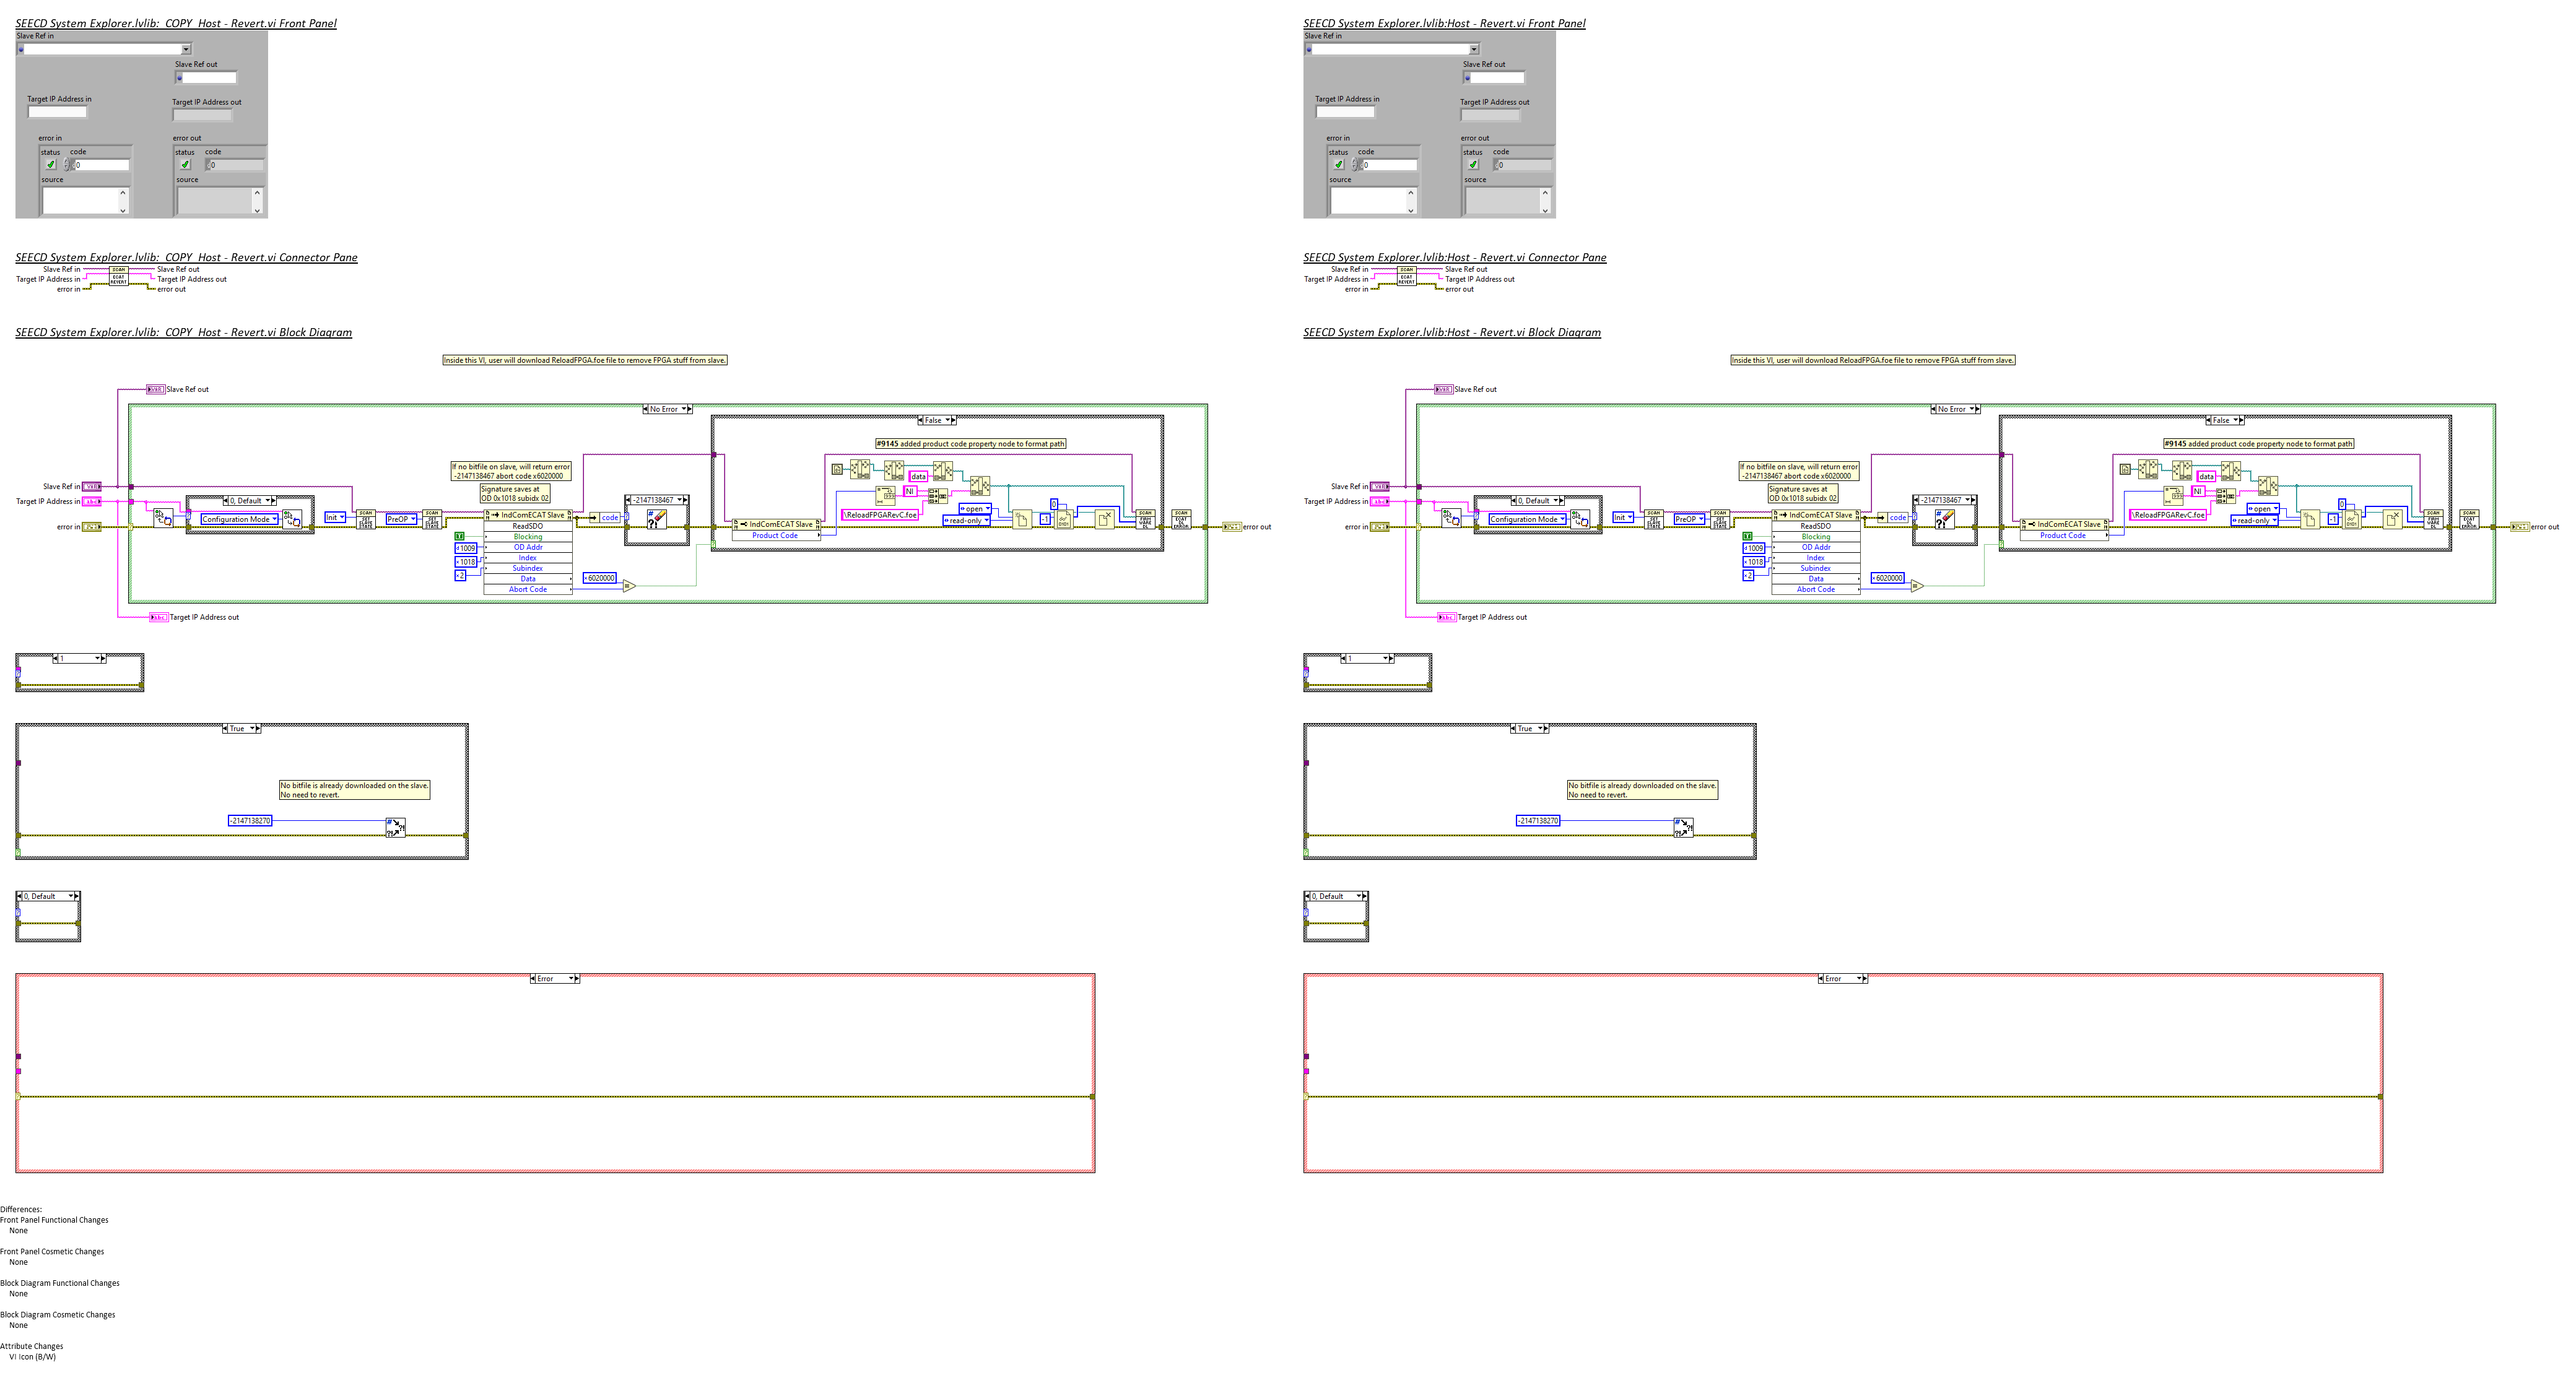 SEECD System Explorer.lvlib:_COPY_Host - Revert.vi Front Panel
Slave Ref in
Slave Ref out
Target IP Address in
Target IP Address out
error in
error out
status code
0
status code
0
source
source
SEECD System Explorer.lvlib:_COPY_Host - Revert.vi Connector Pane
Slave Ref in
Slave Ref out
Target IP Address in
Target IP Address out
error in
error out
SCAN
ECAT
REVERT
SEECD System Explorer.lvlib:_COPY_Host - Revert.vi Block Diagram
Inside this VI, user will download ReloadFPGA.foe file to remove FPGA stuff from slave.
Slave Ref out
No Error
False
#9145 added product code property node to format path
If no bitfile on slave, will return error
-2147138467 abort code x6020000
Signature saves at
OD 0x1018 subidx 02
data
NI
\ReloadFPGARevC.foe
open
read-only
0
-1
Slave Ref in
Target IP Address in
error in
0, Default
Configuration Mode
Init
PreOP
IndComECAT Slave
ReadSDO
Blocking
OD Addr
Index
Subindex
Data
Abort Code
1009
1018
2
6020000
code
-2147138467
IndComECAT Slave
Product Code
error out
Target IP Address out
1
True
No bitfile is already downloaded on the slave.
No need to revert.
-2147138270
0, Default
Error
Differences:
Front Panel Functional Changes
None
Front Panel Cosmetic Changes
None
Block Diagram Functional Changes
None
Block Diagram Cosmetic Changes
None
Attribute Changes
VI Icon (B/W)
SEECD System Explorer.lvlib:Host - Revert.vi Front Panel
Slave Ref in
Slave Ref out
Target IP Address in
Target IP Address out
error in
error out
status code
0
status code
0
source
source
SEECD System Explorer.lvlib:Host - Revert.vi Connector Pane
Slave Ref in
Slave Ref out
Target IP Address in
Target IP Address out
error in
error out
SCAN
ECAT
REVERT
SEECD System Explorer.lvlib:Host - Revert.vi Block Diagram
Inside this VI, user will download ReloadFPGA.foe file to remove FPGA stuff from slave.
Slave Ref out
No Error
False
#9145 added product code property node to format path
If no bitfile on slave, will return error
-2147138467 abort code x6020000
Signature saves at
OD 0x1018 subidx 02
data
NI
\ReloadFPGARevC.foe
open
read-only
0
-1
Slave Ref in
Target IP Address in
error in
0, Default
Configuration Mode
Init
PreOP
IndComECAT Slave
ReadSDO
Blocking
OD Addr
Index
Subindex
Data
Abort Code
1009
1018
2
6020000
code
-2147138467
IndComECAT Slave
Product Code
error out
Target IP Address out
1
True
No bitfile is already downloaded on the slave.
No need to revert.
-2147138270
0, Default
Error